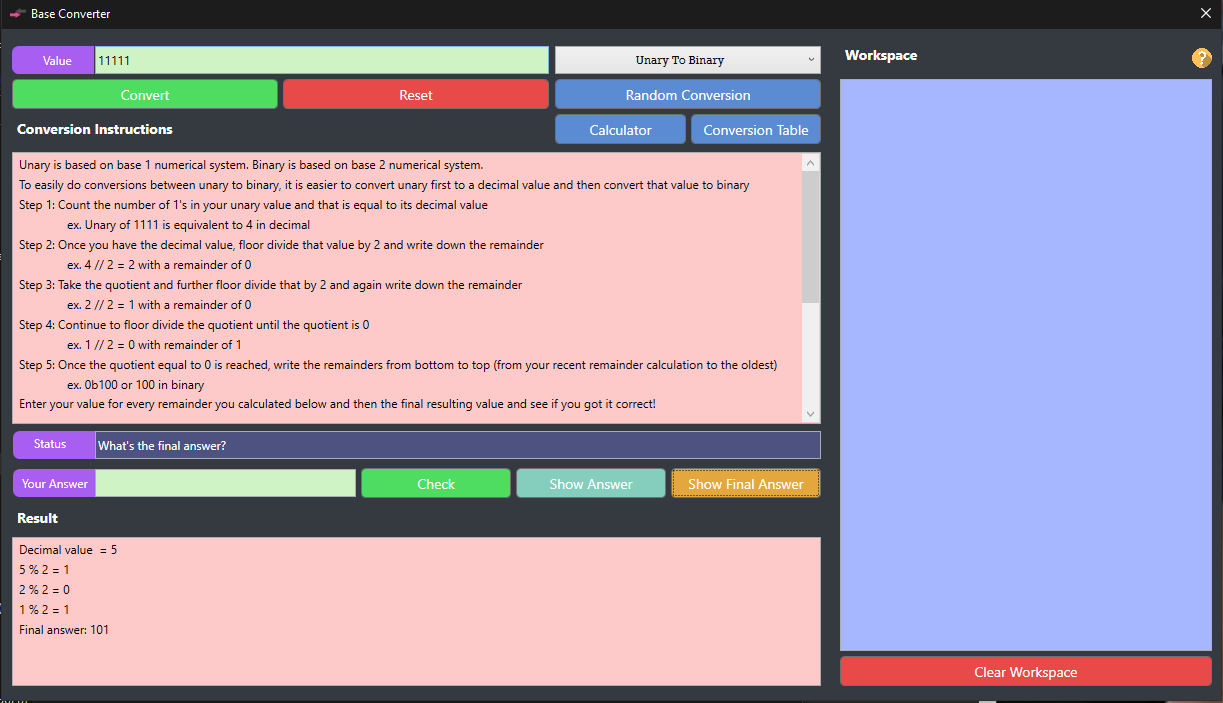 Base Converter
Value 11111 Unary To Binary
Workspace
?
Convert Reset Random Conversion
Conversion Instructions
Calculator Conversion Table
Unary is based on base 1 numerical system. Binary is based on base 2 numerical system.
To easily do conversions between unary to binary, it is easier to convert unary first to a decimal value and then convert that value to binary
Step 1: Count the number of 1's in your unary value and that is equal to its decimal value
ex. Unary of 1111 is equivalent to 4 in decimal
Step 2: Once you have the decimal value, floor divide that value by 2 and write down the remainder
ex. 4 // 2 = 2 with a remainder of 0
Step 3: Take the quotient and further floor divide that by 2 and again write down the remainder
ex. 2 // 2 = 1 with a remainder of 0
Step 4: Continue to floor divide the quotient until the quotient is 0
ex. 1 // 2 = 0 with remainder of 1
Step 5: Once the quotient equal to 0 is reached, write the remainders from bottom to top (from your recent remainder calculation to the oldest)
ex. 0b100 or 100 in binary
Enter your value for every remainder you calculated below and then the final resulting value and see if you got it correct!
Status What's the final answer?
Your Answer Check Show Answer Show Final Answer
Result
Decimal value  = 5
5 % 2 = 1
2 % 2 = 0
1 % 2 = 1
Final answer: 101
Clear Workspace